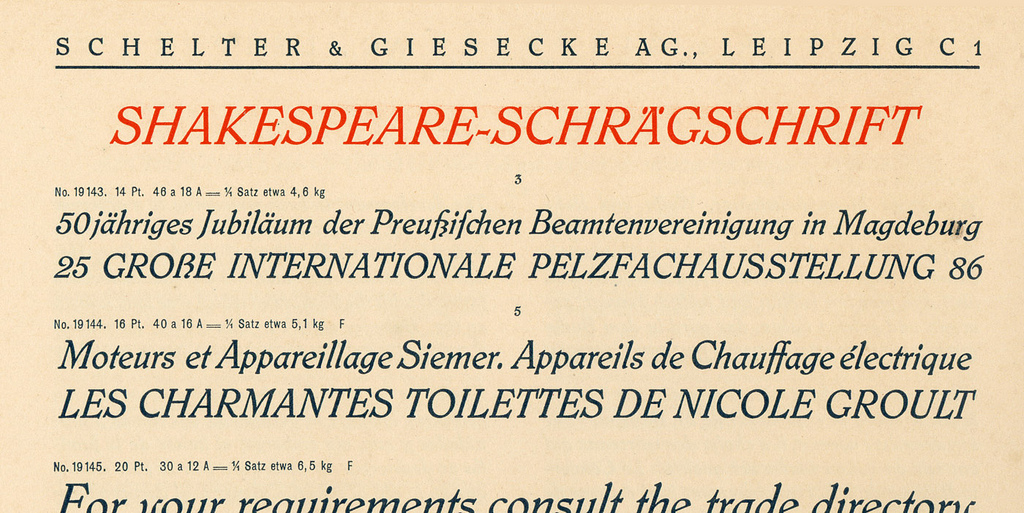 SCHELTER & GIESECKE AG., LEIPZIG C 1
SHAKESPEARE-SCHRÄGSCHRIFT
3
No. 19143. 14 Pt. 46 a 18 A = ¼ Satz etwa 4,6 kg
50jähriges Jubiläum der Preußiſchen Beamtenvereinigung in Magdeburg
25 GROẞE INTERNATIONALE PELZFACHAUSSTELLUNG 86
5
No. 19144. 16 Pt. 40 a 16 A = ¼ Satz etwa 5,1 kg F
Moteurs et Appareillage Siemer. Appareils de Chauffage électrique
LES CHARMANTES TOILETTES DE NICOLE GROULT
No. 19145. 20 Pt. 30 a 12 A = ¼ Satz etwa 6,5 kg F
For your requirements consult the trade directory